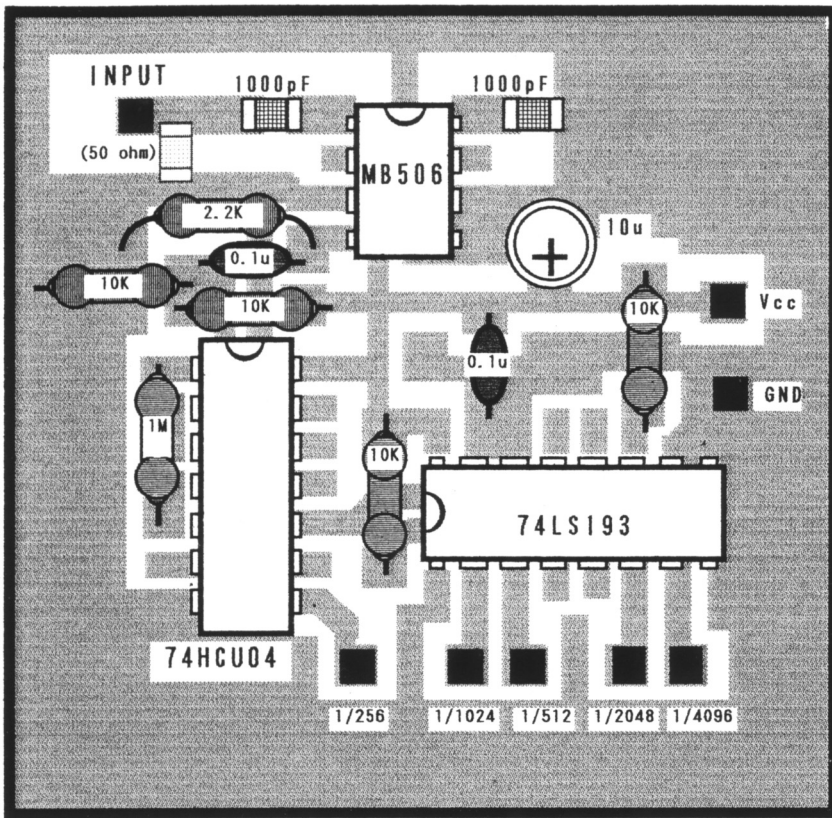 INPUT
1000pF
1000pF
(50 ohm)
MB506
2.2K
10u
0.1u
10K
10K
10K
Vcc
0.1u
GND
1M
10K
74LS193
74HCU04
1/256
1/1024
1/512
1/2048
1/4096